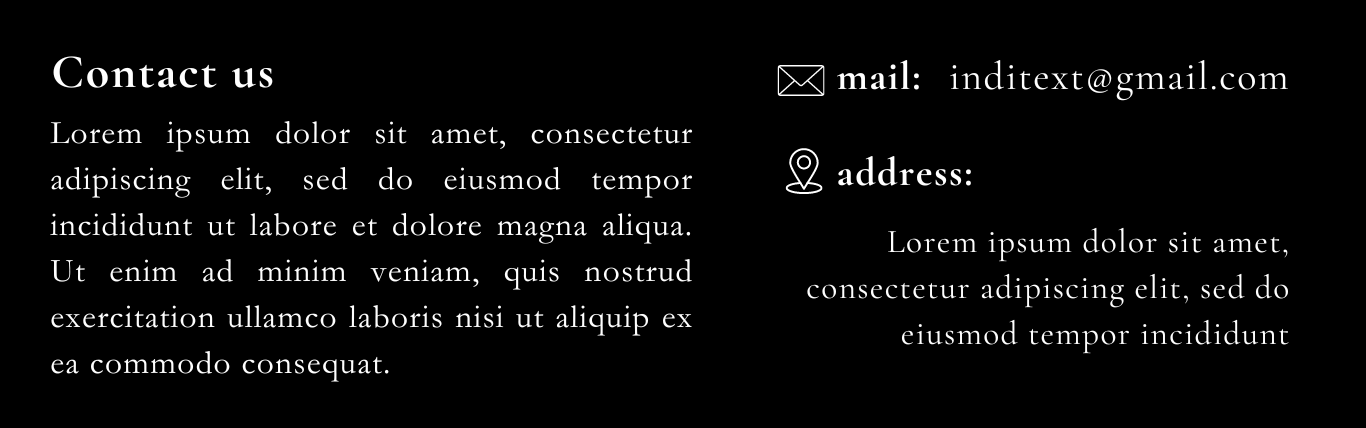 Contact us
Lorem ipsum dolor sit amet, consectetur
adipiscing elit, sed do eiusmod tempor
incididunt ut labore et dolore magna aliqua.
Ut enim ad minim veniam, quis nostrud
exercitation ullamco laboris nisi ut aliquip ex
ea commodo consequat.
mail: inditext@gmail.com
address:
Lorem ipsum dolor sit amet,
consectetur adipiscing elit, sed do
eiusmod tempor incididunt